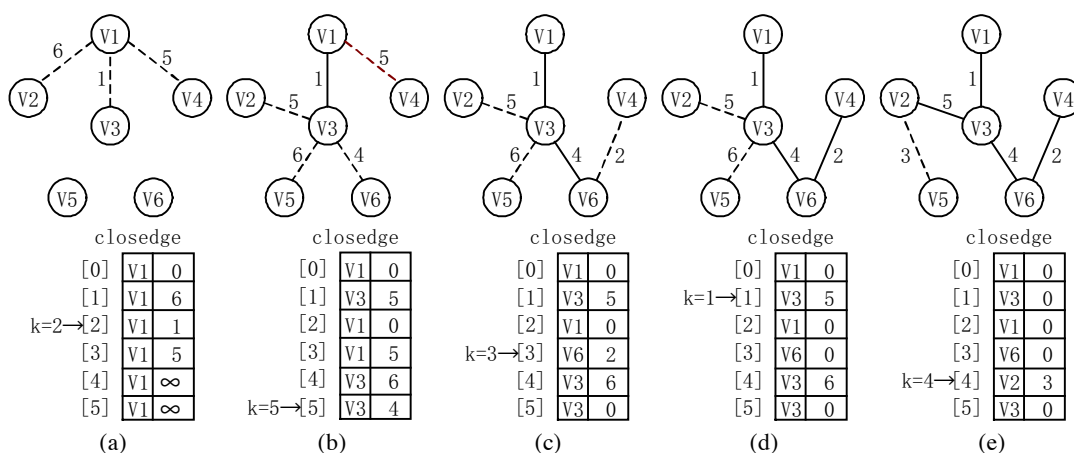 V1 V1 V1 V1 V1
6 5 5
1 1 1 1 1
V2 V4 V2 V4 V2 V4 V2 V4 V2 V4
5 5 5 5
V3 V3 V3 V3 V3
6 4 6 4 2 6 4 2 3 4 2
V5 V6 V5 V6 V5 V6 V5 V6 V5 V6
closedge closedge closedge closedge closedge
[0] V1 0 [0] V1 0 [0] V1 0 [0] V1 0 [0] V1 0
[1] V1 6 [1] V3 5 [1] V3 5 k=1→[1] V3 5 [1] V3 0
k=2→[2] V1 1 [2] V1 0 [2] V1 0 [2] V1 0 [2] V1 0
[3] V1 5 [3] V1 5 k=3→[3] V6 2 [3] V6 0 [3] V6 0
[4] V1 ∞ [4] V3 6 [4] V3 6 [4] V3 6 k=4→[4] V2 3
[5] V1 ∞ k=5→[5] V3 4 [5] V3 0 [5] V3 0 [5] V3 0
(a) (b) (c) (d) (e)